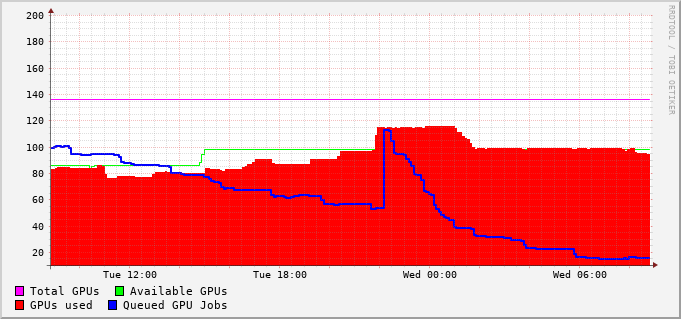 RRDTOOL / TOBI OETIKER
200
180
160
140
120
100
80
60
40
20
Tue 12:00 Tue 18:00 Wed 00:00 Wed 06:00
Total GPUs Available GPUs
GPUs used Queued GPU Jobs